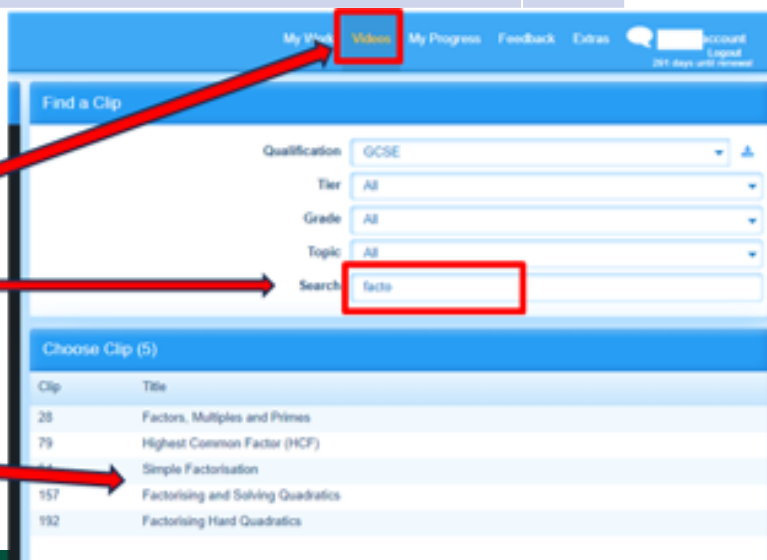 My Work Videos My Progress Feedback Extras account
Logout
291 days until renewal
Find a Clip
Qualification GCSE
Tier All
Grade All
Topic All
Search facto
Choose Clip (5)
Clip Title
28 Factors, Multiples and Primes
79 Highest Common Factor (HCF)
Simple Factorisation
157 Factorising and Solving Quadratics
192 Factorising Hard Quadratics